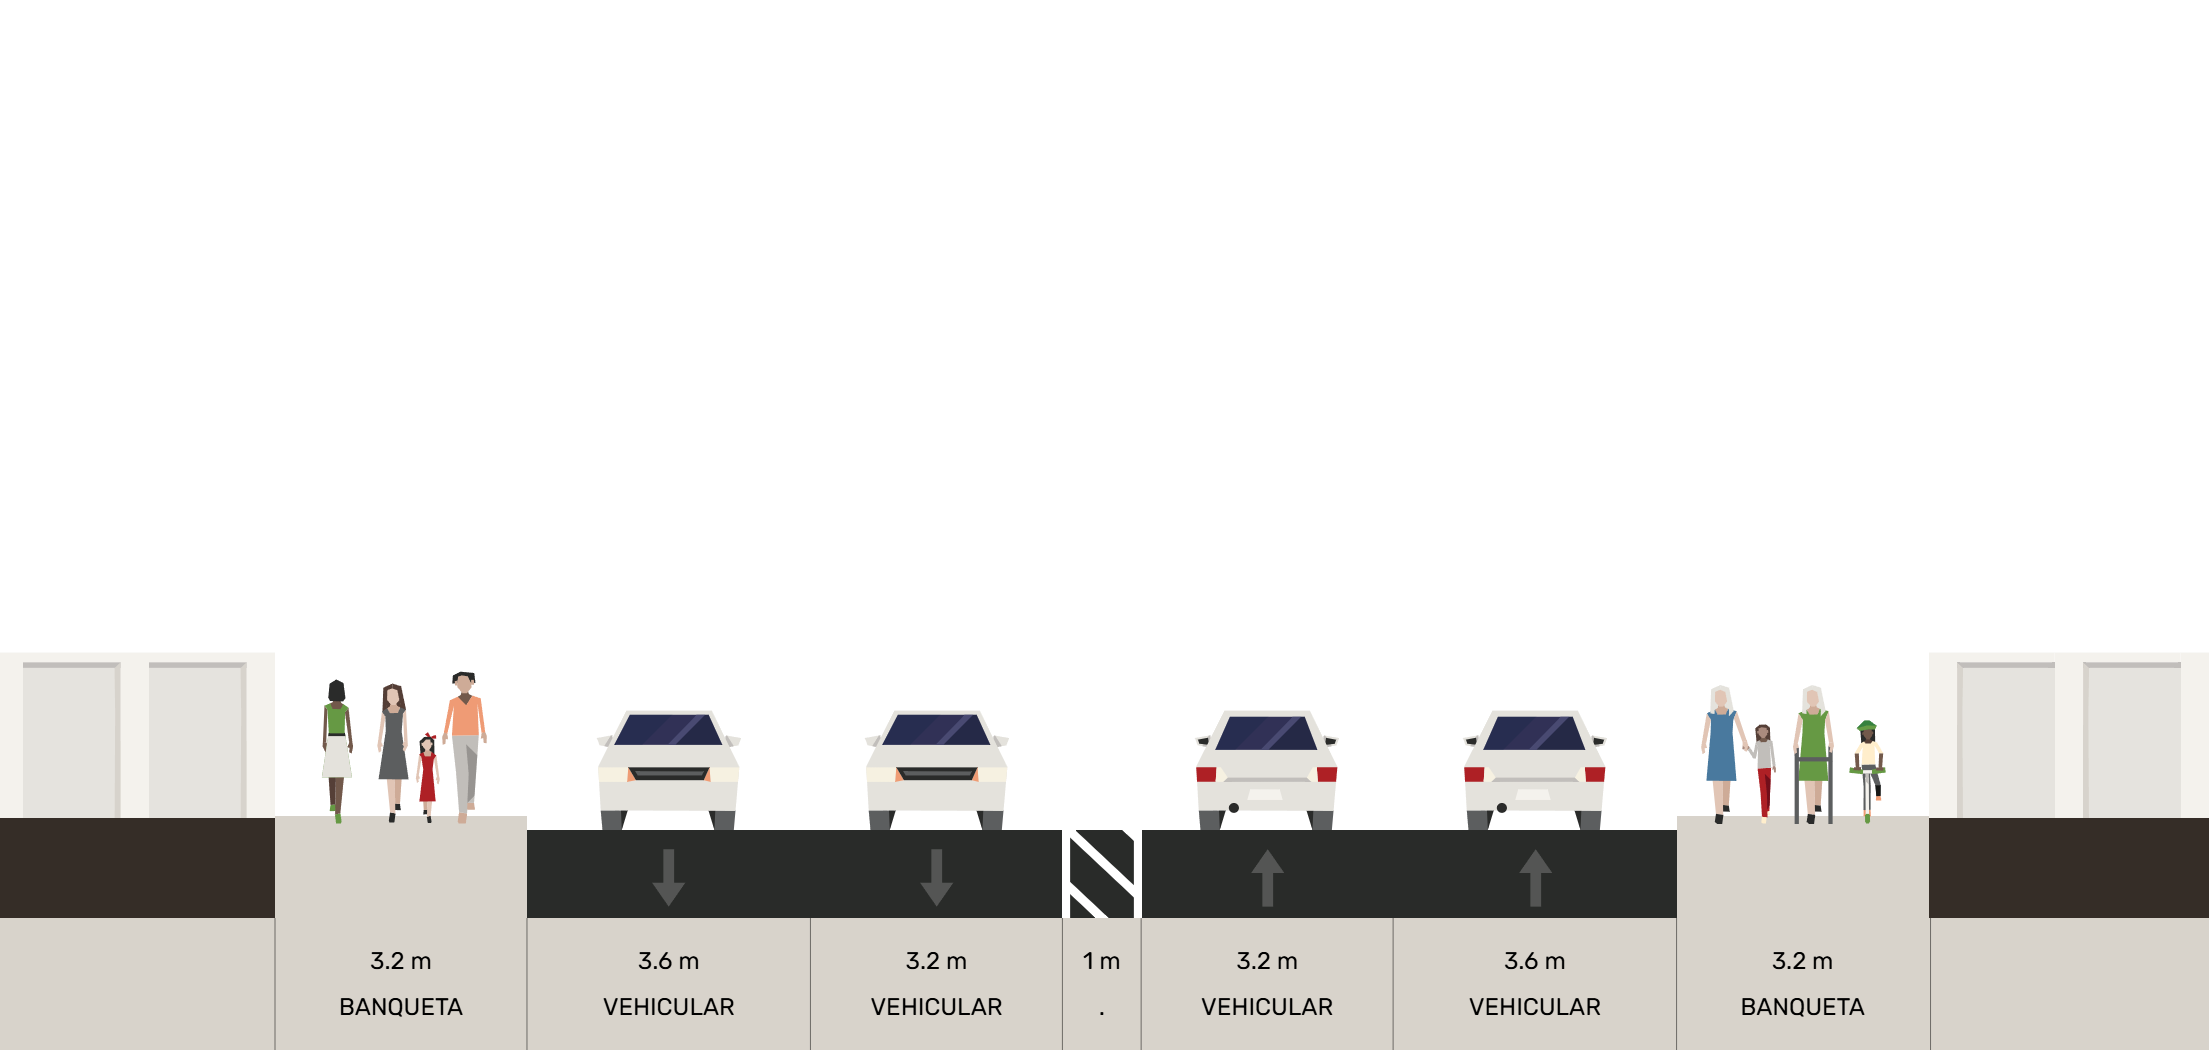 3.2 m
BANQUETA
3.6 m
VEHICULAR
3.2 m
VEHICULAR
1 m
.
3.2 m
VEHICULAR
3.6 m
VEHICULAR
3.2 m
BANQUETA